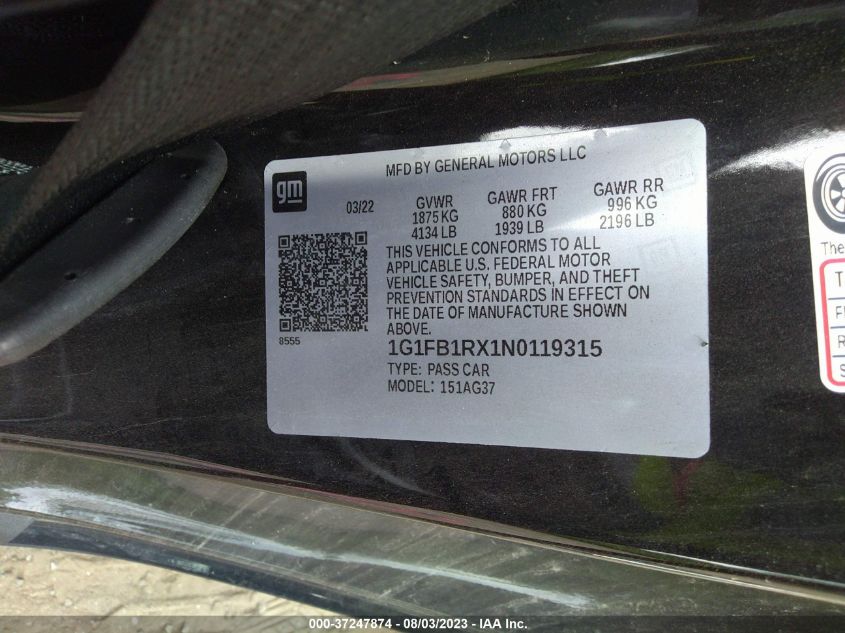 MFD BY GENERAL MOTORS LLC
gm
03/22
GVWR GAWR FRT GAWR RR
1875 KG 880 KG 996 KG
4134 LB 1939 LB 2196 LB
THIS VEHICLE CONFORMS TO ALL
APPLICABLE U.S. FEDERAL MOTOR
VEHICLE SAFETY, BUMPER, AND THEFT
PREVENTION STANDARDS IN EFFECT ON
THE DATE OF MANUFACTURE SHOWN
ABOVE.
8555
1G1FB1RX1N0119315
TYPE: PASS CAR
MODEL: 151AG37
The
000-37247874 - 08/03/2023 - IAA Inc.